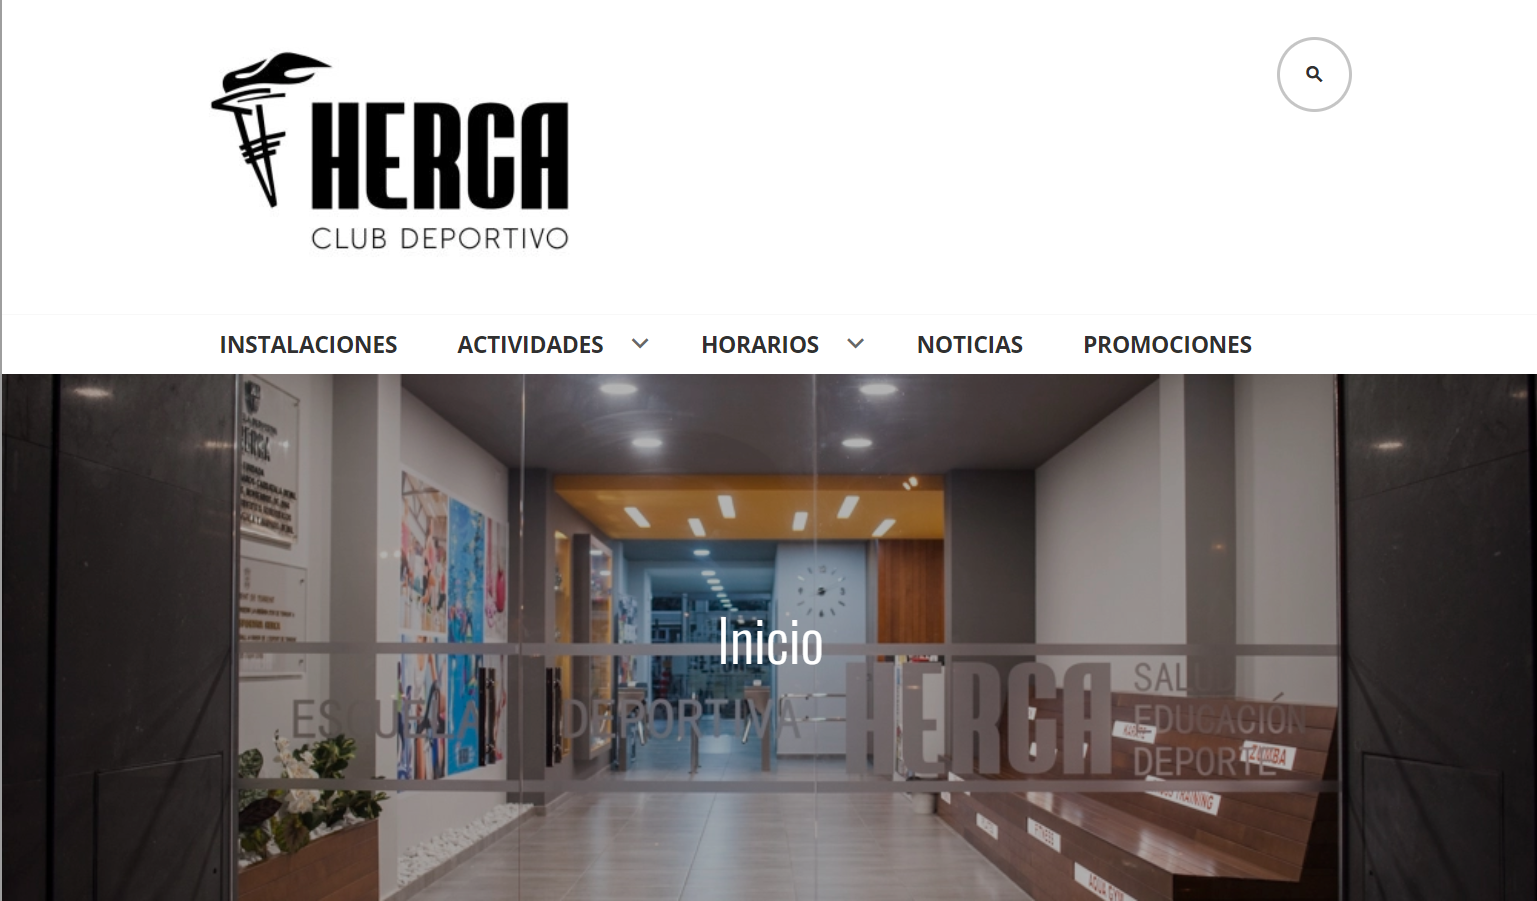 HERCA
CLUB DEPORTIVO
INSTALACIONES
ACTIVIDADES
HORARIOS
NOTICIAS
PROMOCIONES
Inicio
ESCUELA DEPORTIVA
HERCA
SALUD
EDUCACIÓN
DEPORTE
KARATE
ZUMBA
TRAINING
FITNESS
AQUA GYM